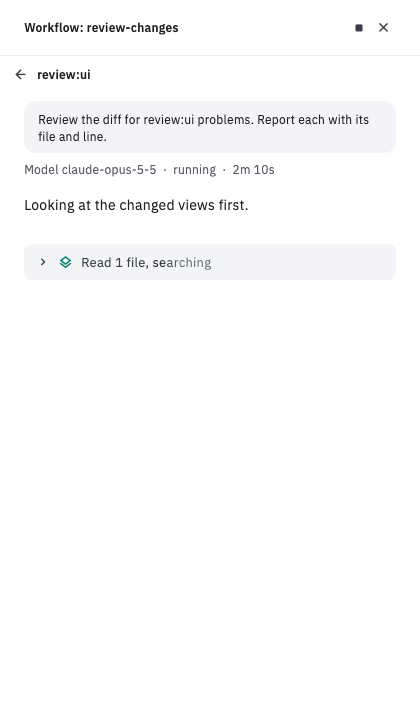 Workflow: review-changes
review:ui
Review the diff for review:ui problems. Report each with its
file and line.
Model claude-opus-5-5 · running · 2m 10s
Looking at the changed views first.
Read 1 file, searching